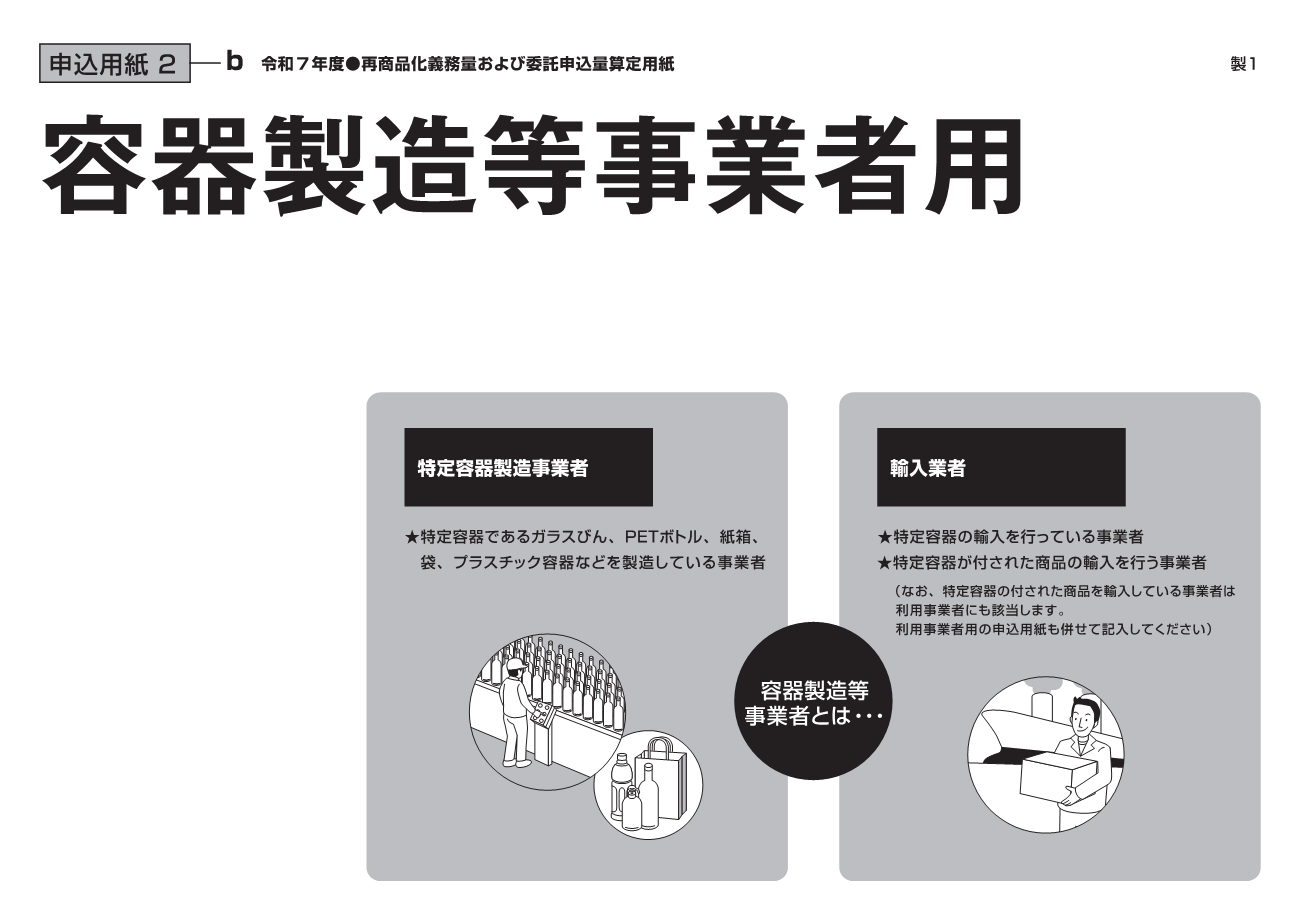 申込用紙 2 b 令和７年度●再商品化義務量および委託申込量算定用紙
製1
容器製造等事業者用
特定容器製造事業者
★特定容器であるガラスびん、PETボトル、紙箱、
袋、プラスチック容器などを製造している事業者
輸入業者
★特定容器の輸入を行っている事業者
★特定容器が付された商品の輸入を行う事業者
（なお、特定容器の付された商品を輸入している事業者は
利用事業者にも該当します。
利用事業者用の申込用紙も併せて記入してください）
容器製造等
事業者とは・・・